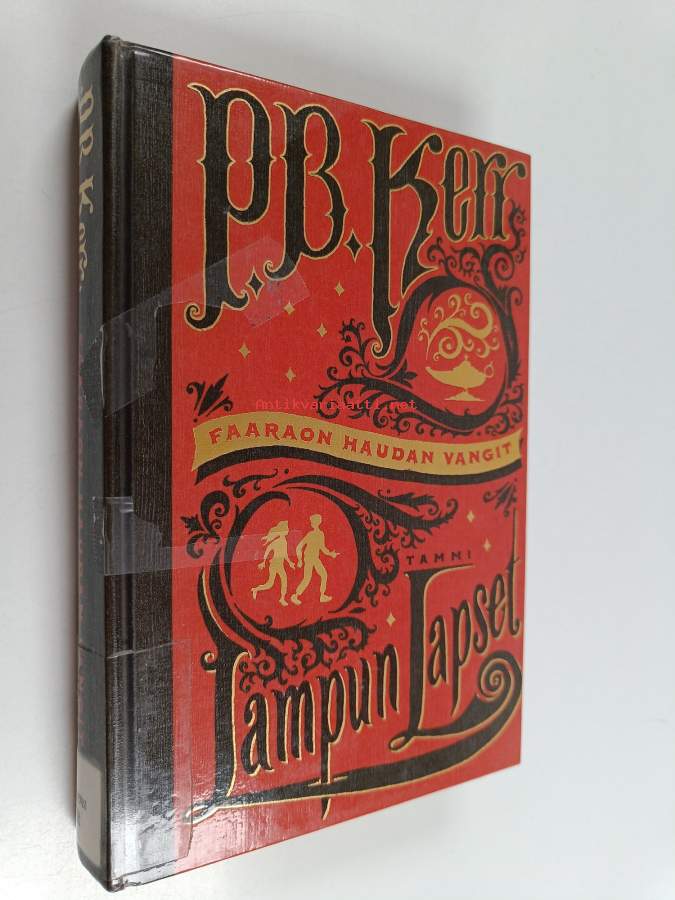 P.B. Kerr
Antikvariaatti.net
FAARAON HAUDAN VANGIT
TAMMI
Lampun Lapset
P.B. Kerr